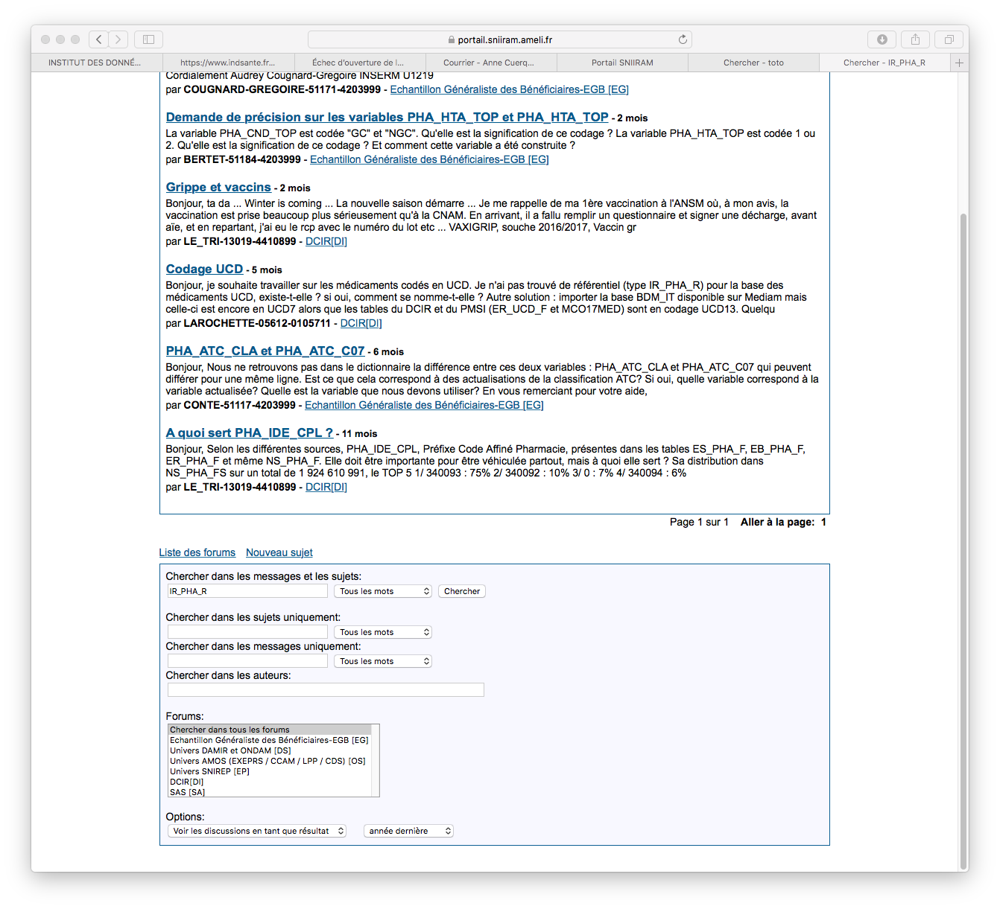 portail.sniiram.ameli.fr
INSTITUT DES DONNÉ...
https://www.indsante.fr...
Échec d'ouverture de l...
Courrier - Anne Cuerq...
Portail SNIIRAM
Chercher - toto
Chercher - IR_PHA_R
Cordialement Audrey Cougnard-Gregoire INSERM U1219
par COUGNARD-GREGOIRE-51171-4203999 - Echantillon Généraliste des Bénéficiaires-EGB [EG]
Demande de précision sur les variables PHA_HTA_TOP et PHA_HTA_TOP - 2 mois
La variable PHA_CND_TOP est codée "GC" et "NGC". Qu'elle est la signification de ce codage ? La variable PHA_HTA_TOP est codée 1 ou
2. Qu'elle est la signification de ce codage ? Et comment cette variable a été construite ?
par BERTET-51184-4203999 - Echantillon Généraliste des Bénéficiaires-EGB [EG]
Grippe et vaccins - 2 mois
Bonjour, ta da ... Winter is coming ... La nouvelle saison démarre ... Je me rappelle de ma 1ère vaccination à l'ANSM où, à mon avis, la
vaccination est prise beaucoup plus sérieusement qu'à la CNAM. En arrivant, il a fallu remplir un questionnaire et signer une décharge, avant
aïe, et en repartant, j'ai eu le rcp avec le numéro du lot etc ... VAXIGRIP, souche 2016/2017, Vaccin gr
par LE_TRI-13019-4410899 - DCIR[DI]
Codage UCD - 5 mois
Bonjour, je souhaite travailler sur les médicaments codés en UCD. Je n'ai pas trouvé de référentiel (type IR_PHA_R) pour la base des
médicaments UCD, existe-t-elle ? si oui, comment se nomme-t-elle ? Autre solution : importer la base BDM_IT disponible sur Mediam mais
celle-ci est encore en UCD7 alors que les tables du DCIR et du PMSI (ER_UCD_F et MCO17MED) sont en codage UCD13. Quelqu
par LAROCHETTE-05612-0105711 - DCIR[DI]
PHA_ATC_CLA et PHA_ATC_C07 - 6 mois
Bonjour, Nous ne retrouvons pas dans le dictionnaire la différence entre ces deux variables : PHA_ATC_CLA et PHA_ATC_C07 qui peuvent
différer pour une même ligne. Est ce que cela correspond à des actualisations de la classification ATC? Si oui, quelle variable correspond à la
variable actualisée? Quelle est la variable que nous devons utiliser? En vous remerciant pour votre aide,
par CONTE-51117-4203999 - Echantillon Généraliste des Bénéficiaires-EGB [EG]
A quoi sert PHA_IDE_CPL ? - 11 mois
Bonjour, Selon les différentes sources, PHA_IDE_CPL, Préfixe Code Affiné Pharmacie, présentes dans les tables ES_PHA_F, EB_PHA_F,
ER_PHA_F et même NS_PHA_F. Elle doit être importante pour être véhiculée partout, mais à quoi elle sert ? Sa distribution dans
NS_PHA_FS sur un total de 1 924 610 991, le TOP 5 1/ 340093 : 75% 2/ 340092 : 10% 3/ 0 : 7% 4/ 340094 : 6%
par LE_TRI-13019-4410899 - DCIR[DI]
Page 1 sur 1 Aller à la page: 1
Liste des forums Nouveau sujet
Chercher dans les messages et les sujets:
IR_PHA_R Tous les mots Chercher
Chercher dans les sujets uniquement:
Tous les mots
Chercher dans les messages uniquement:
Tous les mots
Chercher dans les auteurs:
Forums:
Chercher dans tous les forums
Echantillon Généraliste des Bénéficiaires-EGB [EG]
Univers DAMIR et ONDAM [DS]
Univers AMOS (EXEPRS / CCAM / LPP / CDS) [OS]
Univers SNIREP [EP]
DCIR[DI]
SAS [SA]
Options:
Voir les discussions en tant que résultat année dernière